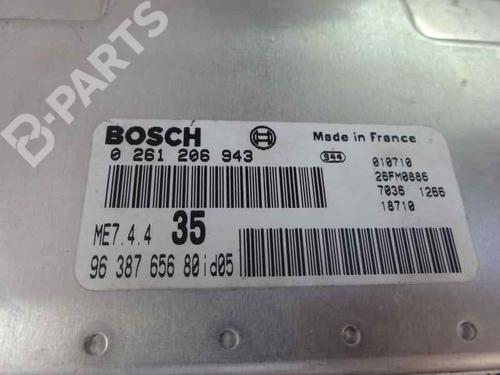 B-PARTS
BOSCH
Made in France
0 261 206 943
944
010710
26FM0886
7036 1266
18710
ME7.4.4 35
96 387 656 80id05